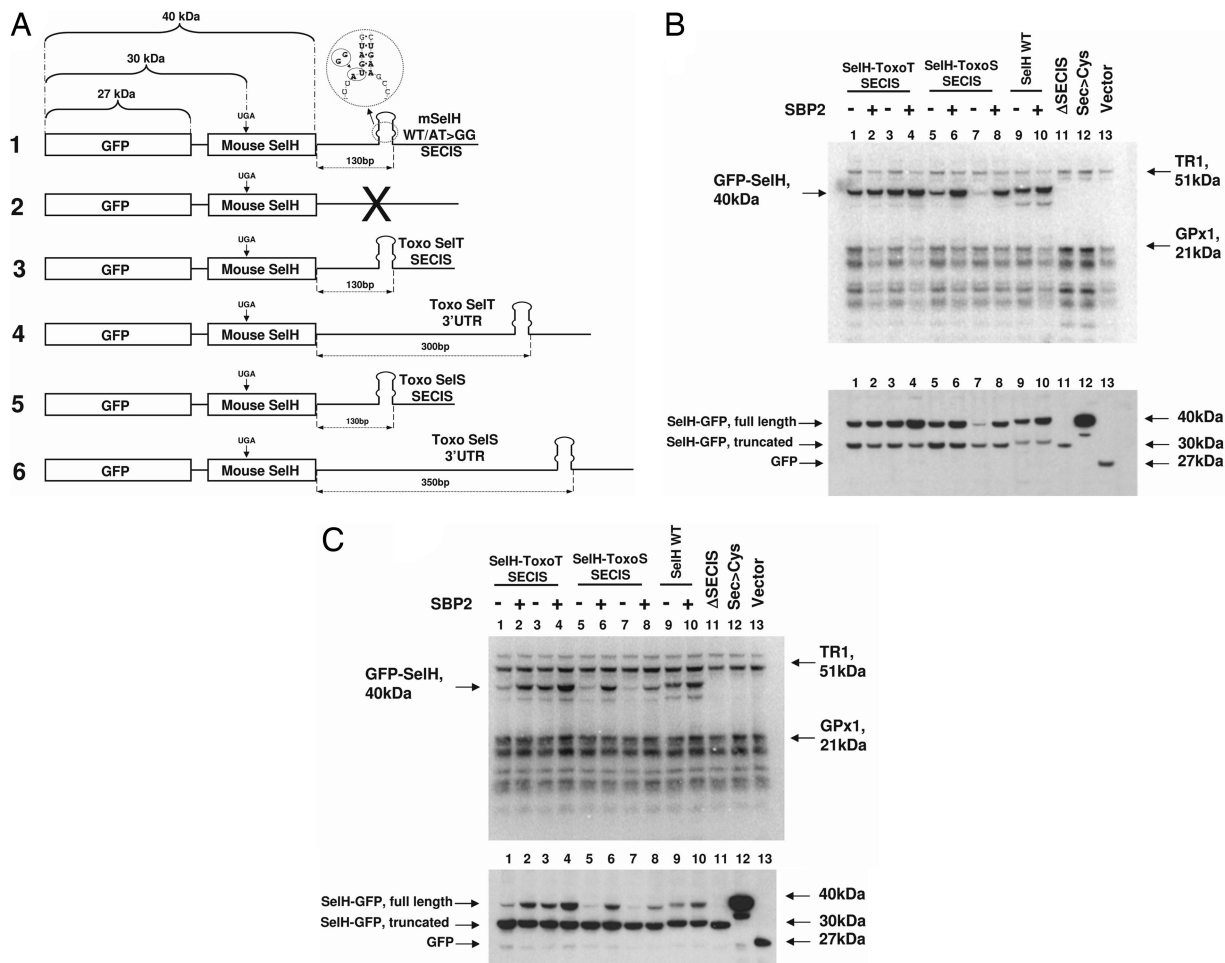 A
40 kDa
30 kDa
27 kDa
UGA
1
GFP
Mouse SelH
mSelH
WT/AT>GG
SECIS
130bp
UGA
2
GFP
Mouse SelH
X
UGA
3
GFP
Mouse SelH
Toxo SelT
SECIS
130bp
UGA
4
GFP
Mouse SelH
Toxo SelT
3'UTR
300bp
UGA
5
GFP
Mouse SelH
Toxo SelS
SECIS
130bp
UGA
6
GFP
Mouse SelH
Toxo SelS
3'UTR
350bp
B
SelH-ToxoT
SECIS
SelH-ToxoS
SECIS
SelH WT
ΔSECIS
Sec>Cys
Vector
SBP2 - + - + - + - + - +
1 2 3 4 5 6 7 8 9 10 11 12 13
GFP-SelH,
40kDa
TR1,
51kDa
GPx1,
21kDa
1 2 3 4 5 6 7 8 9 10 11 12 13
SelH-GFP, full length
SelH-GFP, truncated
GFP
40kDa
30kDa
27kDa
C
SelH-ToxoT
SECIS
SelH-ToxoS
SECIS
SelH WT
ΔSECIS
Sec>Cys
Vector
SBP2 - + - + - + - + - +
1 2 3 4 5 6 7 8 9 10 11 12 13
GFP-SelH,
40kDa
TR1,
51kDa
GPx1,
21kDa
1 2 3 4 5 6 7 8 9 10 11 12 13
SelH-GFP, full length
SelH-GFP, truncated
GFP
40kDa
30kDa
27kDa